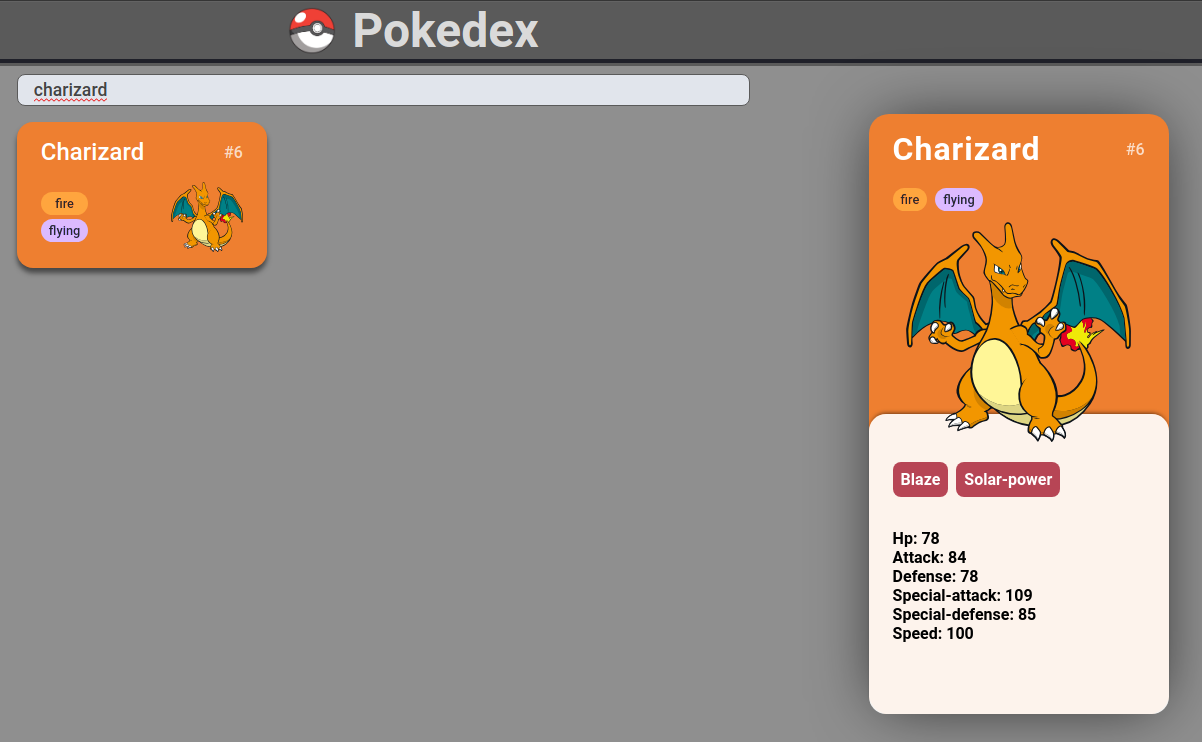 Pokedex
charizard
Charizard #6
fire
flying
Charizard #6
fire flying
Blaze Solar-power
Hp: 78
Attack: 84
Defense: 78
Special-attack: 109
Special-defense: 85
Speed: 100